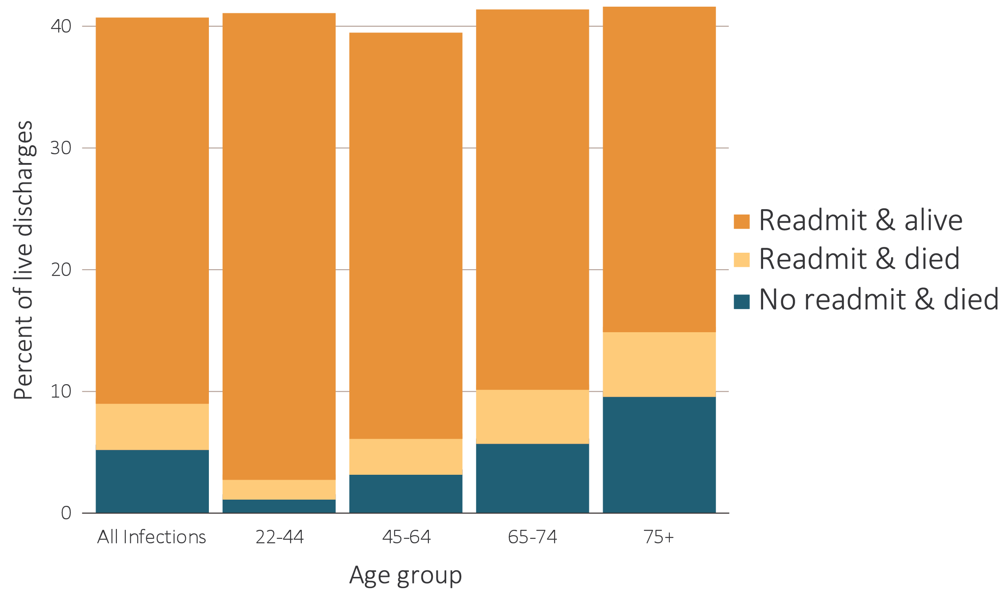 Percent of live discharges
40
30
20
10
0
All Infections
22-44
45-64
65-74
75+
Age group
Readmit & alive
Readmit & died
No readmit & died